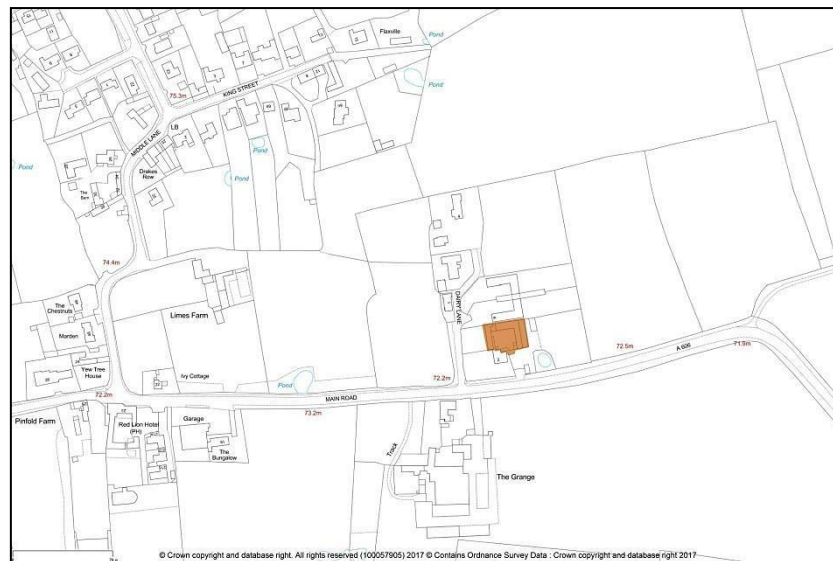 Flaxville
Pond
KING STREET
75.3m
LB
MIDDLE LANE
Pond
Pond
Drakes
Row
Pond
The
Barn
74.4m
The
Chestnuts
Limes Farm
DAIRY LANE
Marden
Yew Tree
House
Ivy Cottage
Pond
72.2m
72.5m
A 606
71.9m
72.2m
MAIN ROAD
73.2m
Pinfold Farm
Red Lion Hotel
(PH)
Garage
The
Bungalow
Track
The Grange
© Crown copyright and database right. All rights reserved (100057905) 2017 © Contains Ordnance Survey Data : Crown copyright and database right 2017